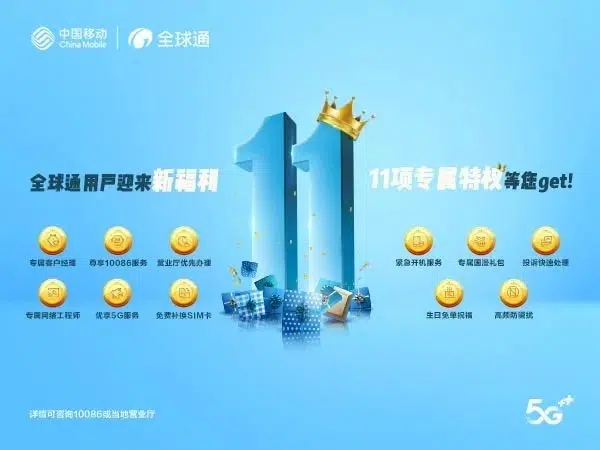 中国移动
China Mobile
全球通
11
全球通用户迎来新福利
11项专属特权等您get!
专属客户经理
尊享10086服务
营业厅优先办理
专属网络工程师
优享5G服务
免费补换SIM卡
紧急开机服务
专属国漫礼包
投诉快速处理
生日免单祝福
高频防骚扰
详情可咨询10086或当地营业厅
5G++